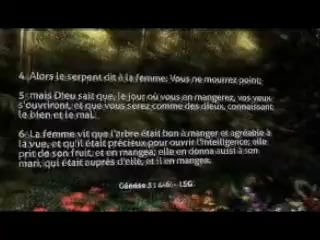 4 Alors le serpent dit à la femme: Vous ne mourrez point;
5 mais Dieu sait que, le jour où vous en mangerez, vos yeux
s'ouvriront, et que vous serez comme des dieux, connaissant
le bien et le mal.
6 La femme vit que l'arbre était bon à manger et agréable à
la vue, et qu'il était précieux pour ouvrir l'intelligence; elle
prit de son fruit, et en mangea; elle en donna aussi à son
mari, qui était auprès d'elle, et il en mangea.
Genèse 3 LSG